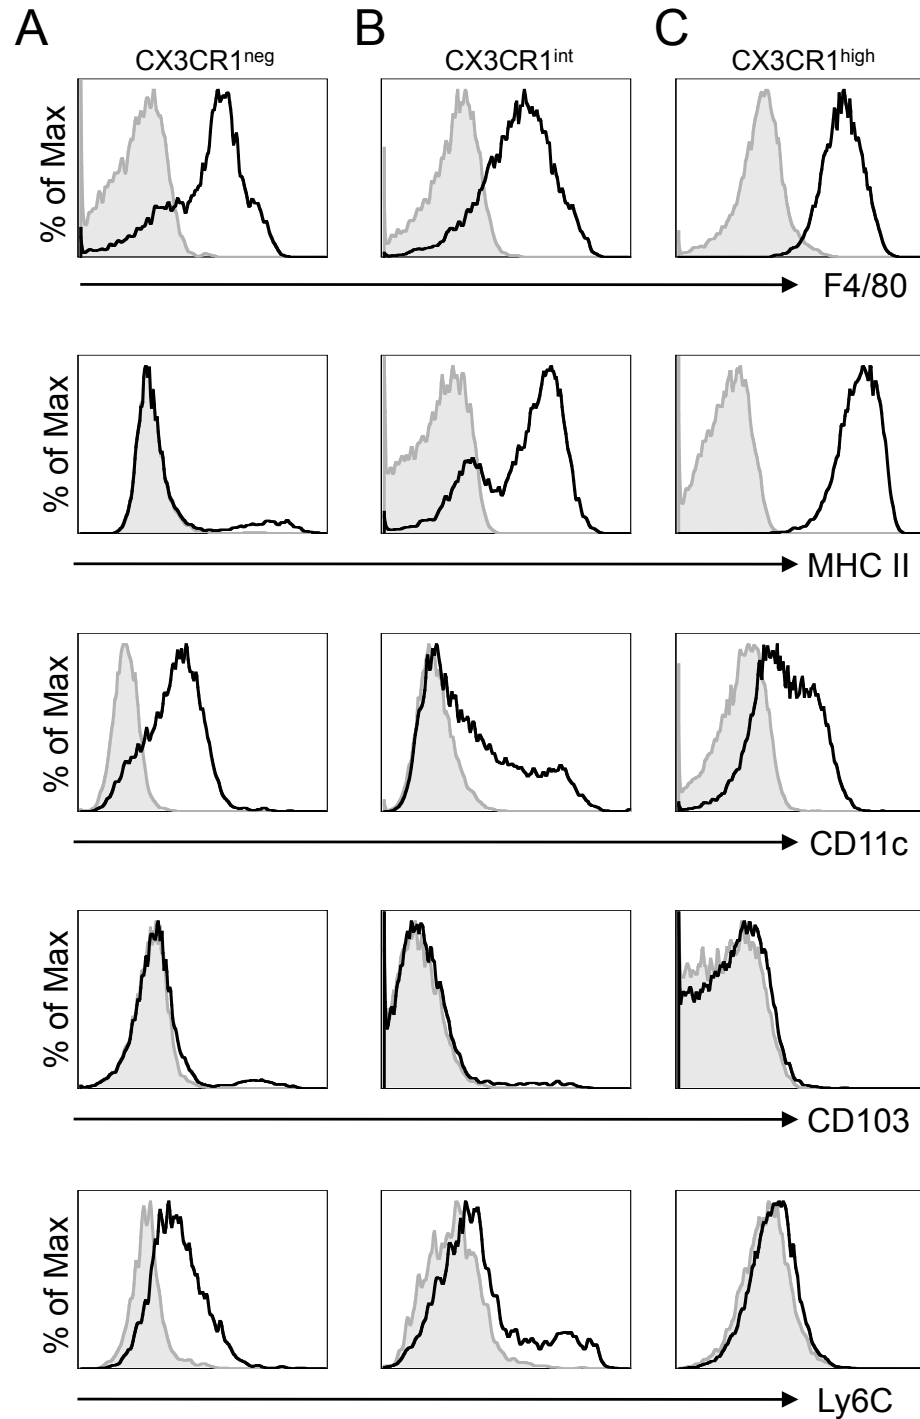 A B C
CX3CR1neg CX3CR1int CX3CR1high
% of Max
F4/80
% of Max
MHC II
% of Max
CD11c
% of Max
CD103
% of Max
Ly6C